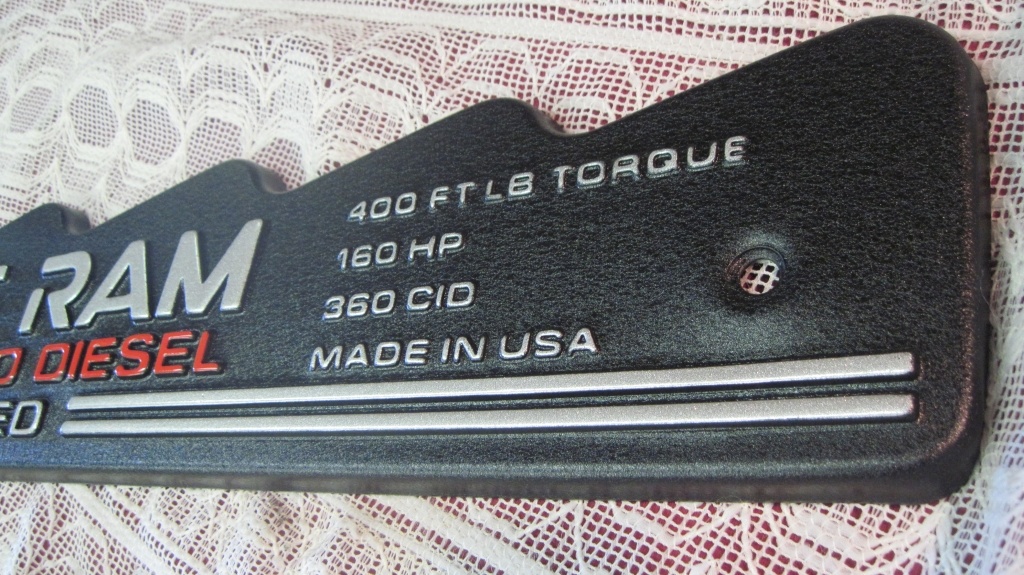 400 FT LB TORQUE
160 HP
360 CID
MADE IN USA
RAM
DIESEL